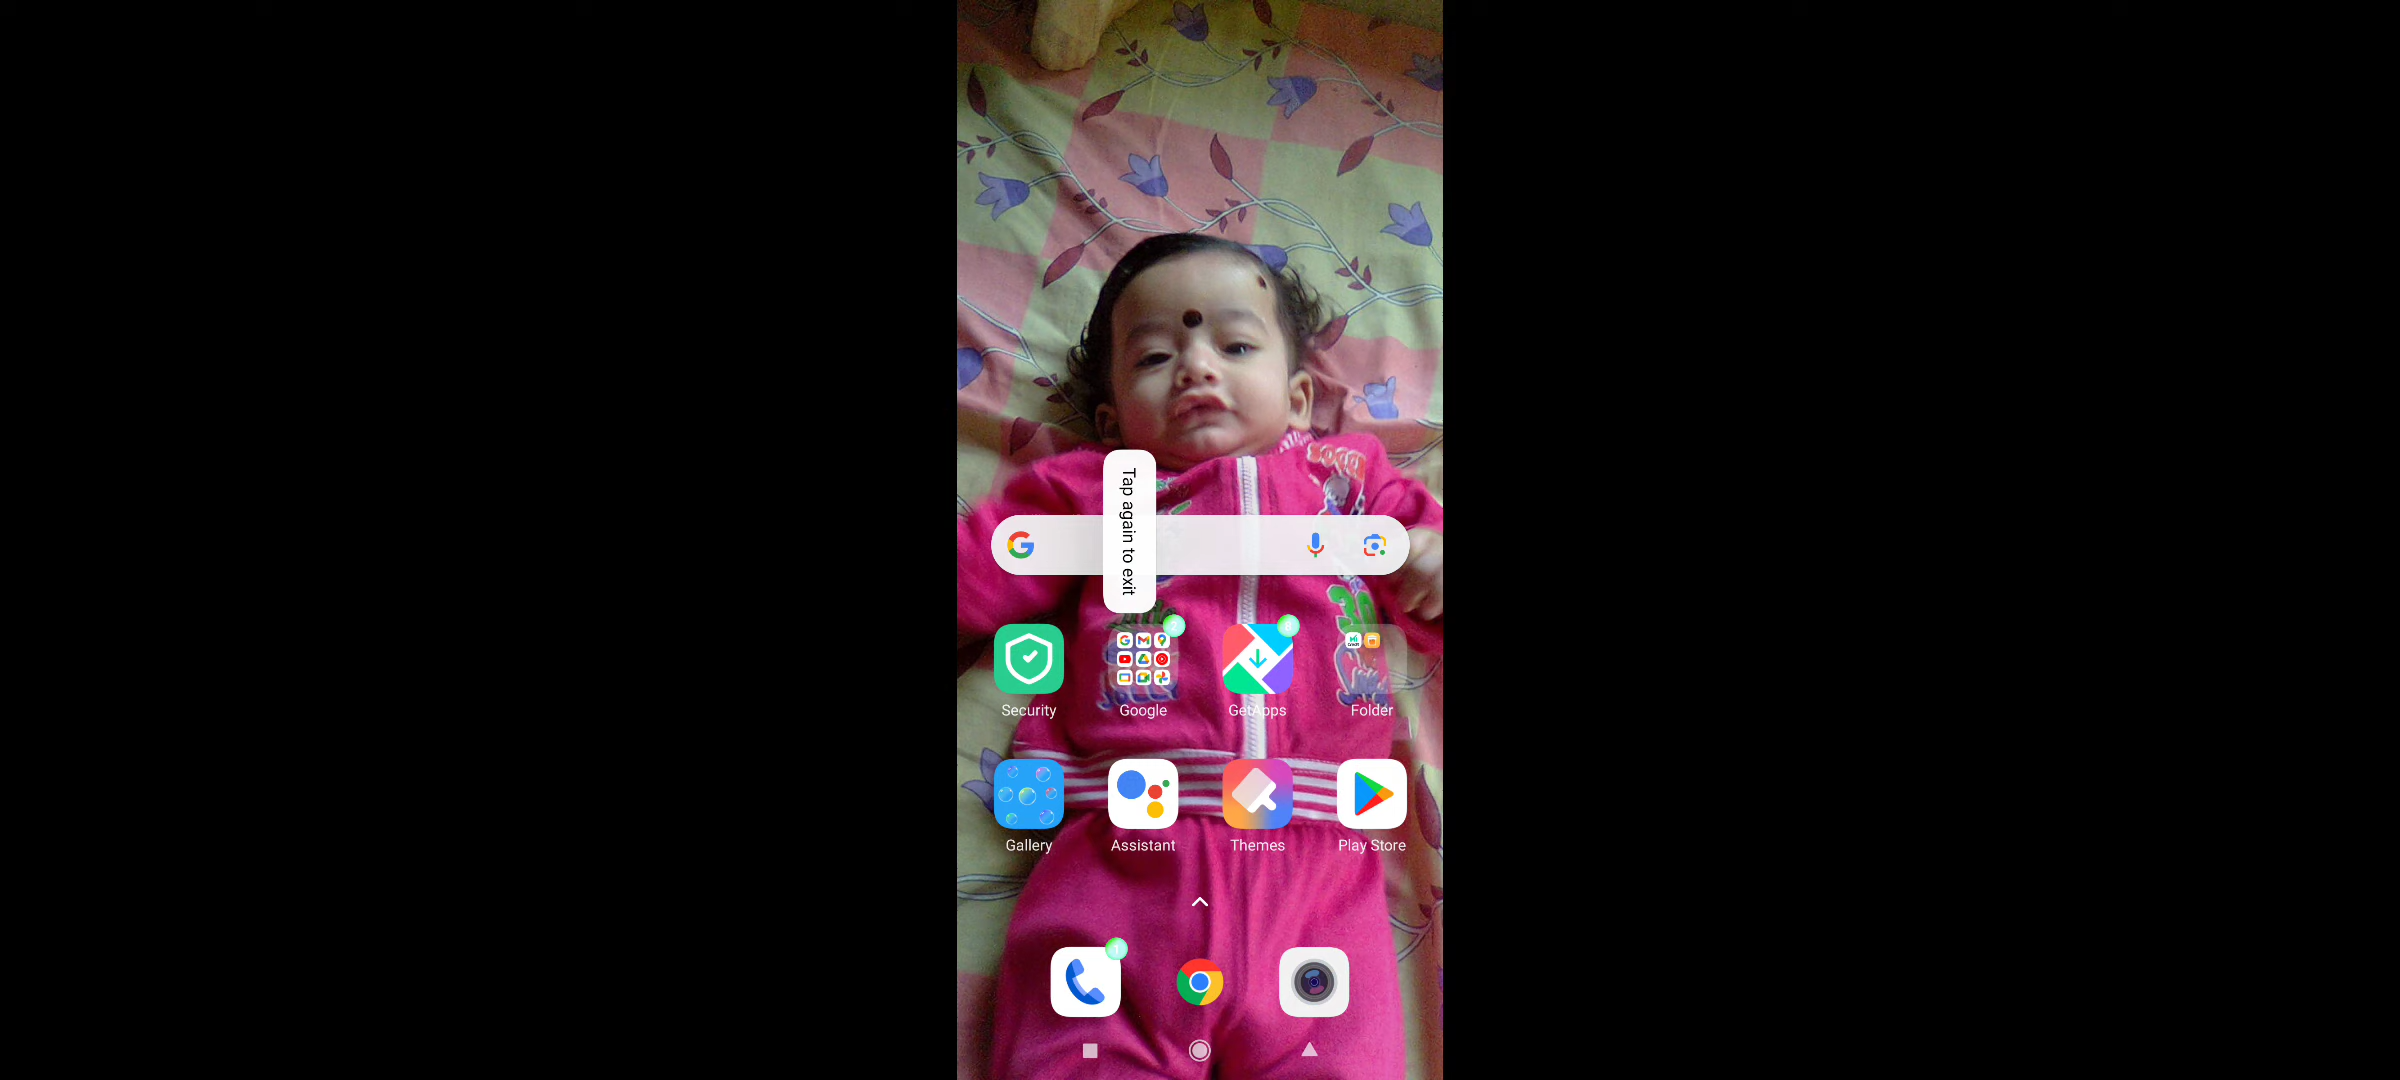 Tap again to exit
Security
Google
GetApps
Folder
Gallery
Assistant
Themes
Play Store